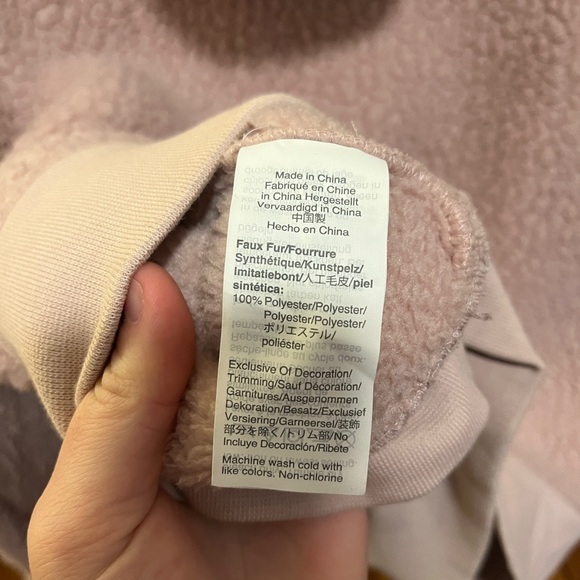 Made in China
Fabriqué en Chine
in China Hergestellt
Vervaardigd in China
中国製
Hecho en China
Faux Fur/Fourrure
Synthétique/Kunstpelz/
Imitatiebont/人工毛皮/piel
sintética:
100% Polyester/Polyester/
Polyester/Polyester/
ポリエステル/
poliéster
Exclusive Of Decoration/
Trimming/Sauf Décoration/
Garnitures/Ausgenommen
Dekoration/Besatz/Exclusief
Versiering/Garneersel/装飾
部分を除く/トリム部/No
Incluye Decoración/Ribete
Machine wash cold with
like colors. Non-chlorine